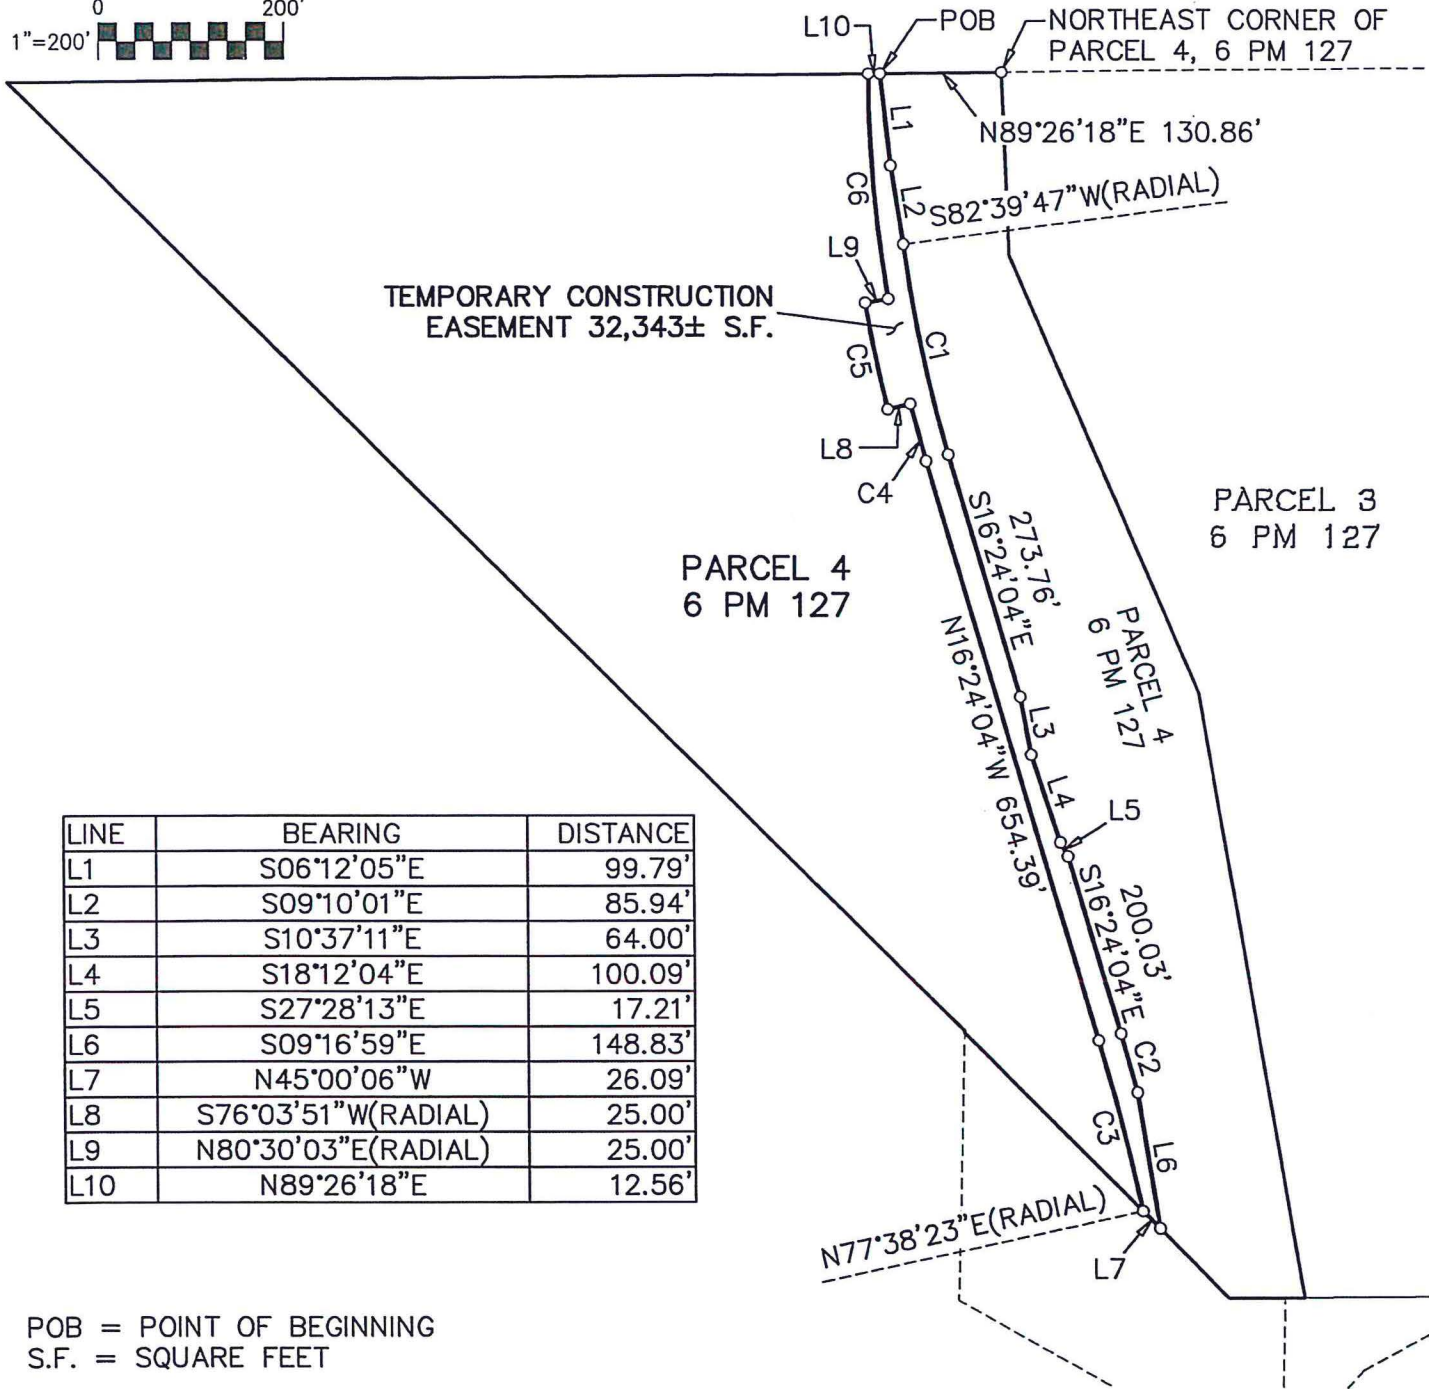 0 200'
1"=200'
L10
POB
NORTHEAST CORNER OF
PARCEL 4, 6 PM 127
N89°26'18"E 130.86'
L1
L2
S82°39'47"W(RADIAL)
C6
L9
TEMPORARY CONSTRUCTION
EASEMENT 32,343± S.F.
C1
C5
L8
C4
PARCEL 3
6 PM 127
273.76'
S16°24'04"E
PARCEL 4
6 PM 127
N16°24'04"W 654.39'
PARCEL 4
6 PM 127
L3
L4
L5
200.03'
S16°24'04"E
C2
C3
L6
N77°38'23"E(RADIAL)
L7
LINE BEARING DISTANCE
L1 S06°12'05"E 99.79'
L2 S09°10'01"E 85.94'
L3 S10°37'11"E 64.00'
L4 S18°12'04"E 100.09'
L5 S27°28'13"E 17.21'
L6 S09°16'59"E 148.83'
L7 N45°00'06"W 26.09'
L8 S76°03'51"W(RADIAL) 25.00'
L9 N80°30'03"E(RADIAL) 25.00'
L10 N89°26'18"E 12.56'
POB = POINT OF BEGINNING
S.F. = SQUARE FEET